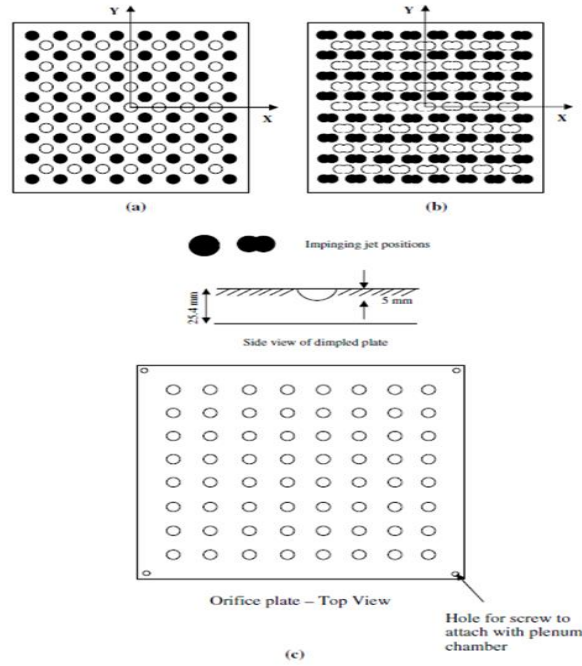 Y
X
(a)
Y
X
(b)
Impinging jet positions
25.4 mm
5 mm
Side view of dimpled plate
Orifice plate – Top View
Hole for screw to
attach with plenum
chamber
(c)